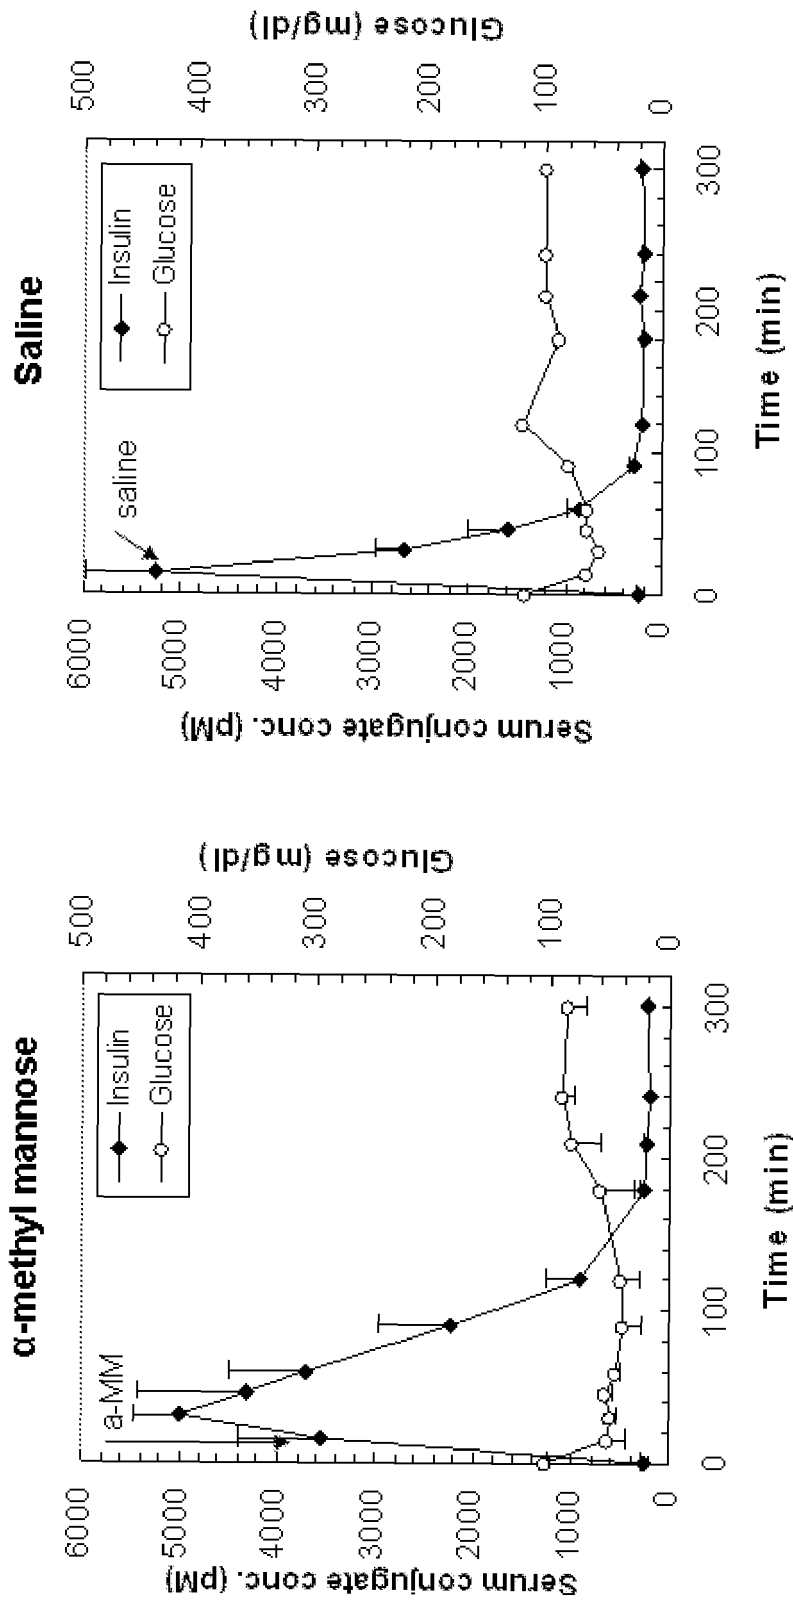 α-methyl mannose
a-MM
Insulin
Glucose
6000
5000
4000
3000
2000
1000
0
Serum conjugate conc. (pM)
500
400
300
200
100
0
Glucose (mg/dl)
0
100
200
300
Time (min)
Saline
saline
Insulin
Glucose
6000
5000
4000
3000
2000
1000
0
Serum conjugate conc. (pM)
500
400
300
200
100
0
Glucose (mg/dl)
0
100
200
300
Time (min)